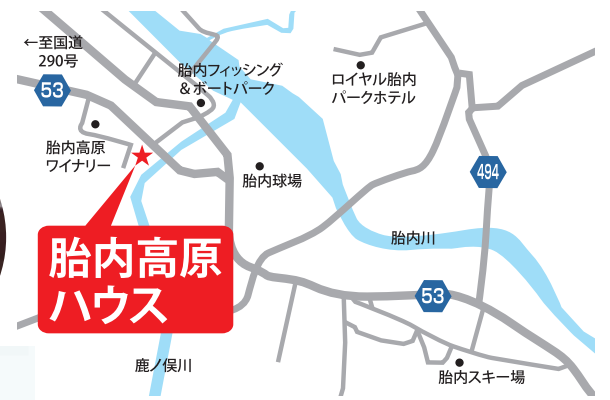 ←至国道
290号
53
胎内フィッシング
＆ボートパーク
ロイヤル胎内
パークホテル
胎内高原
ワイナリー
胎内球場
494
胎内高原
ハウス
胎内川
53
鹿ノ俣川
胎内スキー場